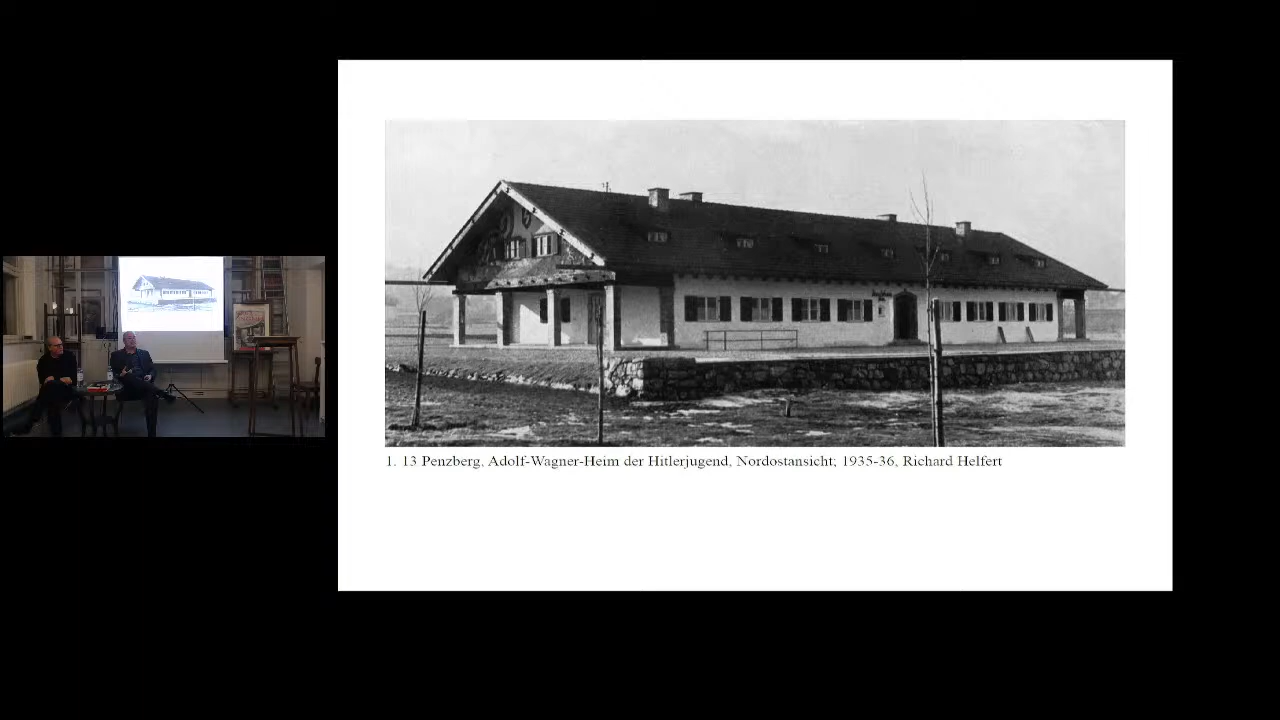 1. 13 Penzberg, Adolf-Wagner-Heim der Hitlerjugend, Nordostansicht; 1935-36, Richard Helfert